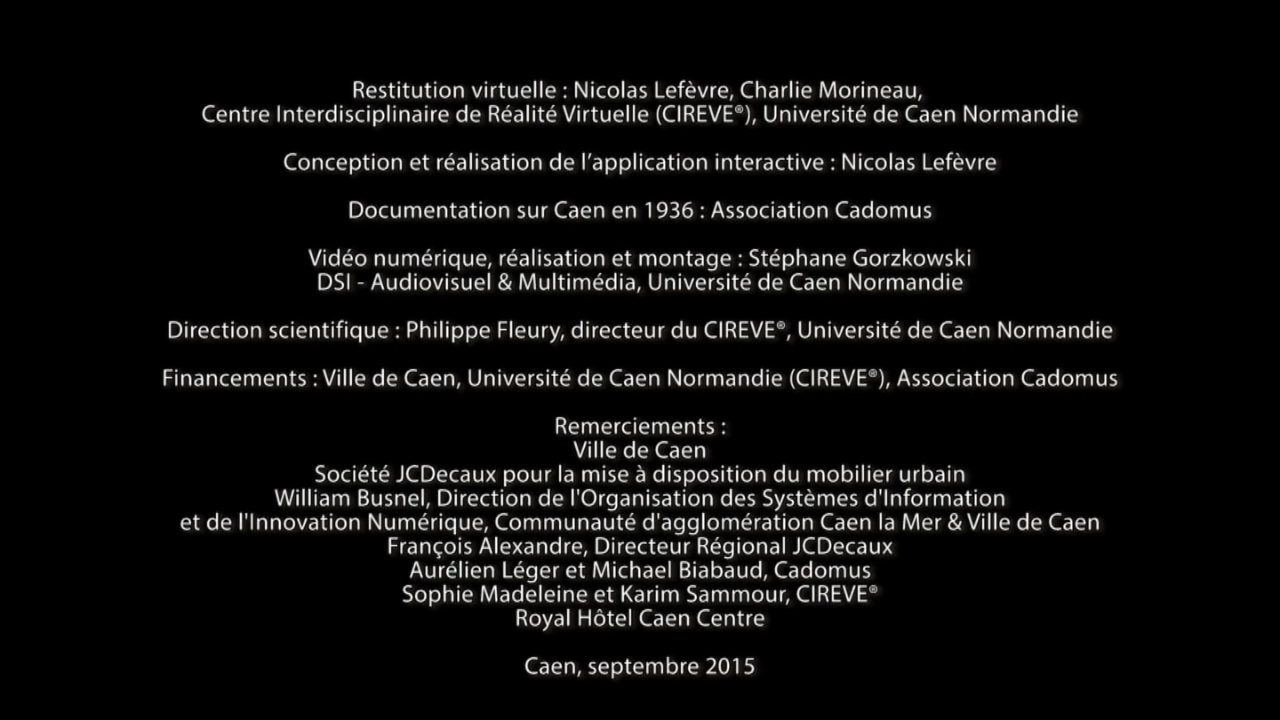 Restitution virtuelle : Nicolas Lefèvre, Charlie Morineau,
Centre Interdisciplinaire de Réalité Virtuelle (CIREVE®), Université de Caen Normandie
Conception et réalisation de l’application interactive : Nicolas Lefèvre
Documentation sur Caen en 1936 : Association Cadomus
Vidéo numérique, réalisation et montage : Stéphane Gorzkowski
DSI - Audiovisuel & Multimédia, Université de Caen Normandie
Direction scientifique : Philippe Fleury, directeur du CIREVE®, Université de Caen Normandie
Financements : Ville de Caen, Université de Caen Normandie (CIREVE®), Association Cadomus
Remerciements :
Ville de Caen
Société JCDecaux pour la mise à disposition du mobilier urbain
William Busnel, Direction de l'Organisation des Systèmes d'Information
et de l'Innovation Numérique, Communauté d'agglomération Caen la Mer & Ville de Caen
François Alexandre, Directeur Régional JCDecaux
Aurélien Léger et Michael Biabaud, Cadomus
Sophie Madeleine et Karim Sammour, CIREVE®
Royal Hôtel Caen Centre
Caen, septembre 2015